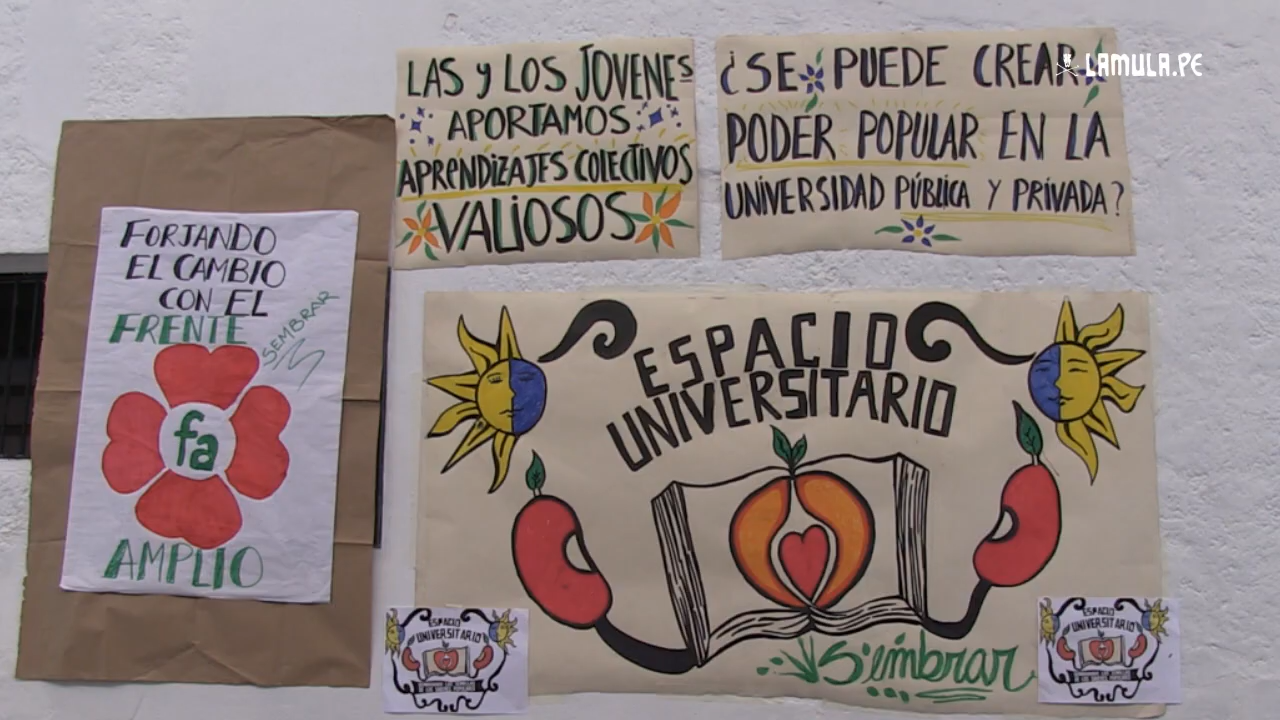 LAMULA.PE
LAS y LOS JOVENES
APORTAMOS
APRENDIZAJES COLECTIVOS
VALIOSOS
¿SE PUEDE CREAR
PODER POPULAR EN LA
UNIVERSIDAD PÚBLICA Y PRIVADA?
FORJANDO
EL CAMBIO
CON EL
FRENTE
SEMBRAR
fa
AMPLIO
ESPACIO
UNIVERSITARIO
Sembrar
ESPACIO
UNIVERSITARIO
ESPACIO
UNIVERSITARIO